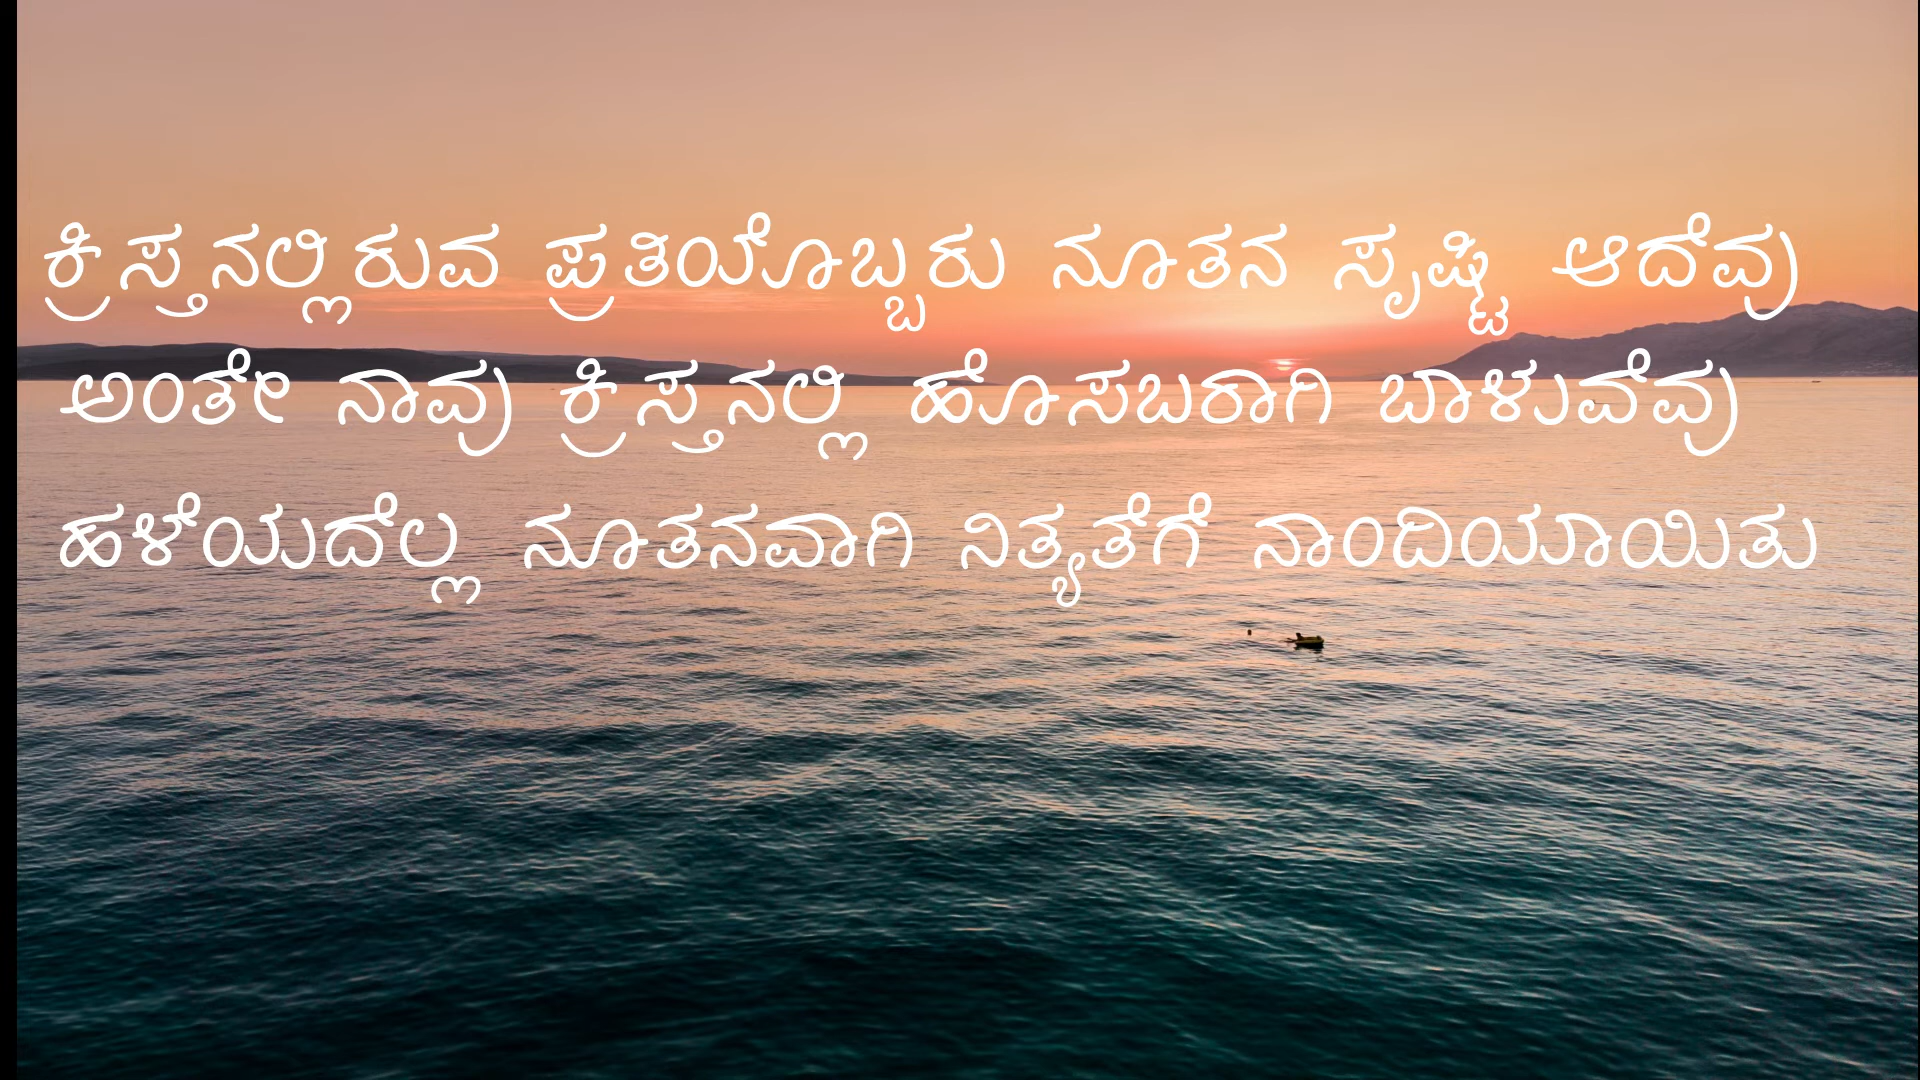 ಕ್ರಿಸ್ತನಲ್ಲಿರುವ ಪ್ರತಿಯೊಬ್ಬರು ನೂತನ ಸೃಷ್ಟಿ ಆದೆವು
ಅಂತೇ ನಾವು ಕ್ರಿಸ್ತನಲ್ಲಿ ಹೊಸಬರಾಗಿ ಬಾಳುವೆವು
ಹಳೆಯದೆಲ್ಲ ನೂತನವಾಗಿ ನಿತ್ಯತೆಗೆ ನಾಂದಿಯಾಯಿತು